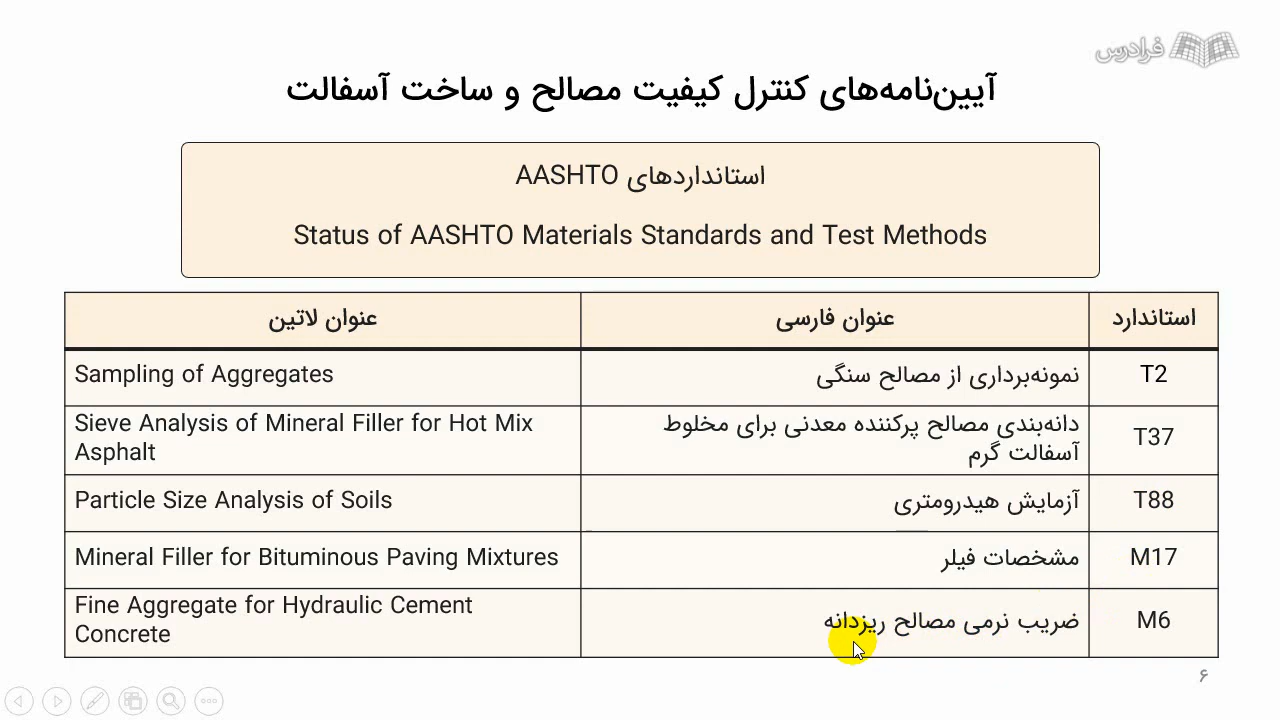 فرادرس
آیین‌نامه‌های کنترل کیفیت مصالح و ساخت آسفالت
استانداردهای AASHTO
Status of AASHTO Materials Standards and Test Methods
استاندارد
عنوان فارسی
عنوان لاتین
T2
نمونه‌برداری از مصالح سنگی
Sampling of Aggregates
T37
دانه‌بندی مصالح پرکننده معدنی برای مخلوط
آسفالت گرم
Sieve Analysis of Mineral Filler for Hot Mix
Asphalt
T88
آزمایش هیدرومتری
Particle Size Analysis of Soils
M17
مشخصات فیلر
Mineral Filler for Bituminous Paving Mixtures
M6
ضریب نرمی مصالح ریزدانه
Fine Aggregate for Hydraulic Cement
Concrete
۶